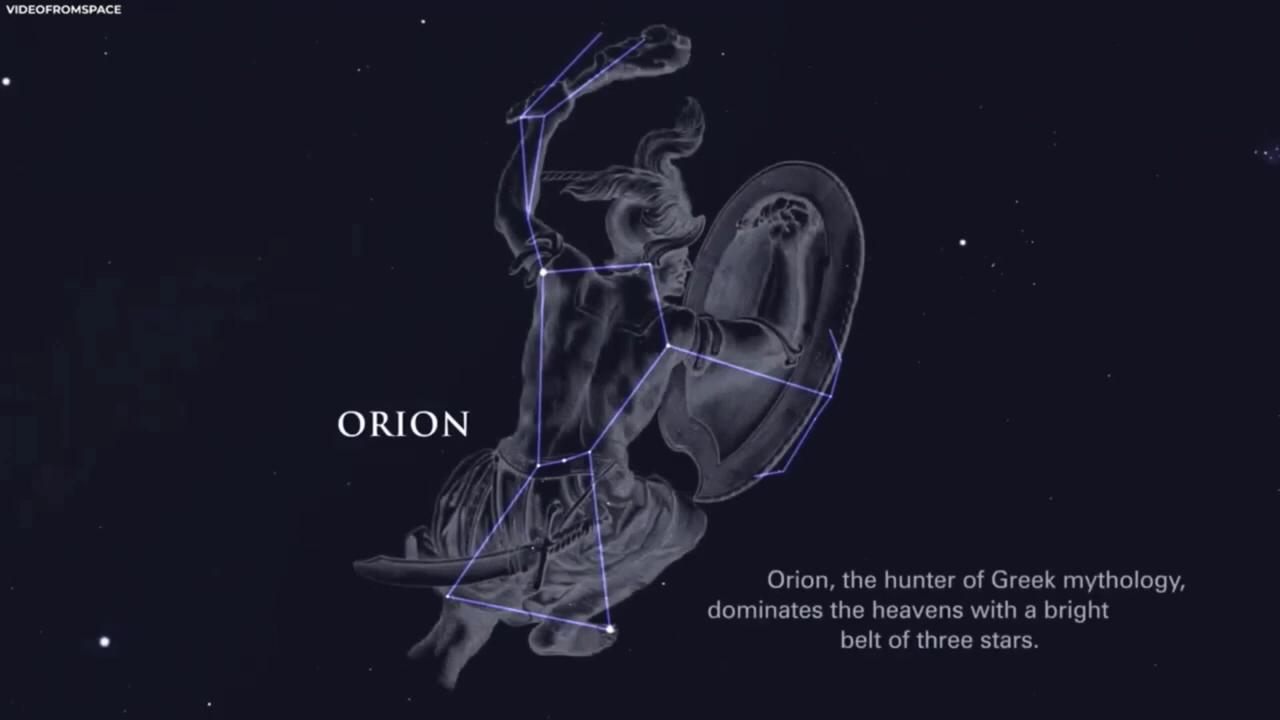 VIDEOFROMSPACE
ORION
Orion, the hunter of Greek mythology,
dominates the heavens with a bright
belt of three stars.